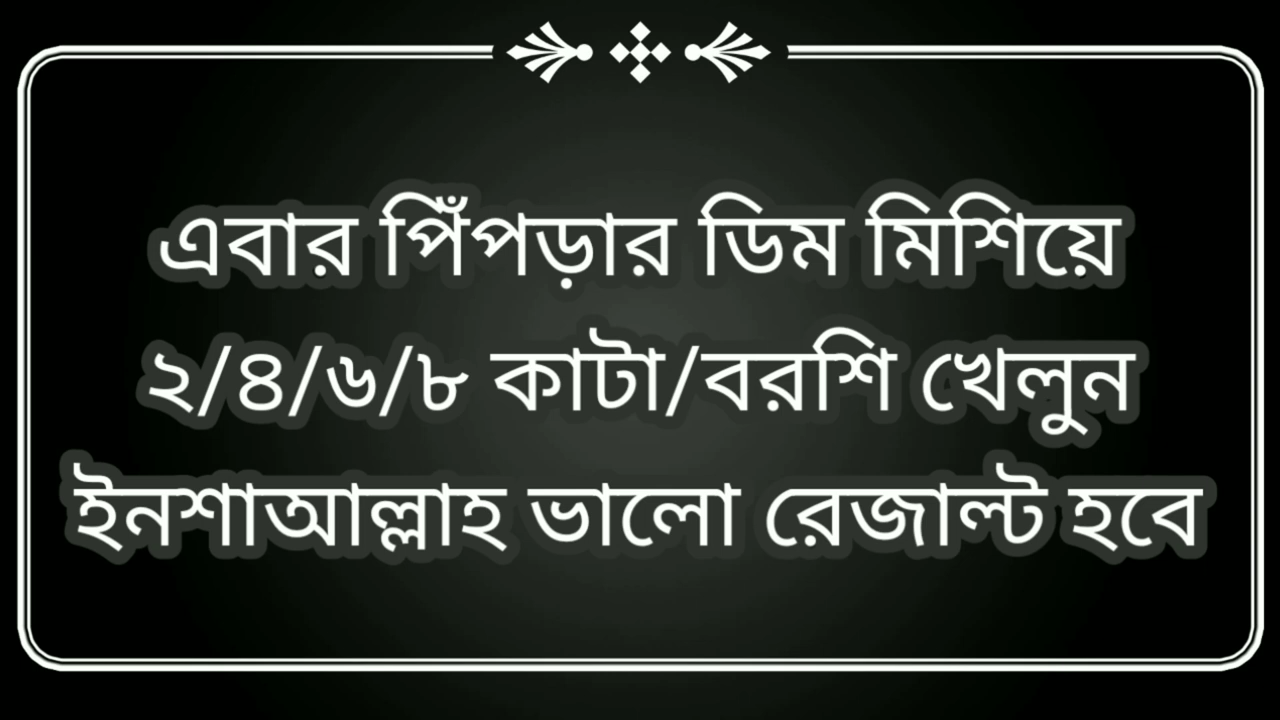 এবার পিঁপড়ার ডিম মিশিয়ে
২/৪/৬/৮ কাটা/বরশি খেলুন
ইনশাআল্লাহ ভালো রেজাল্ট হবে